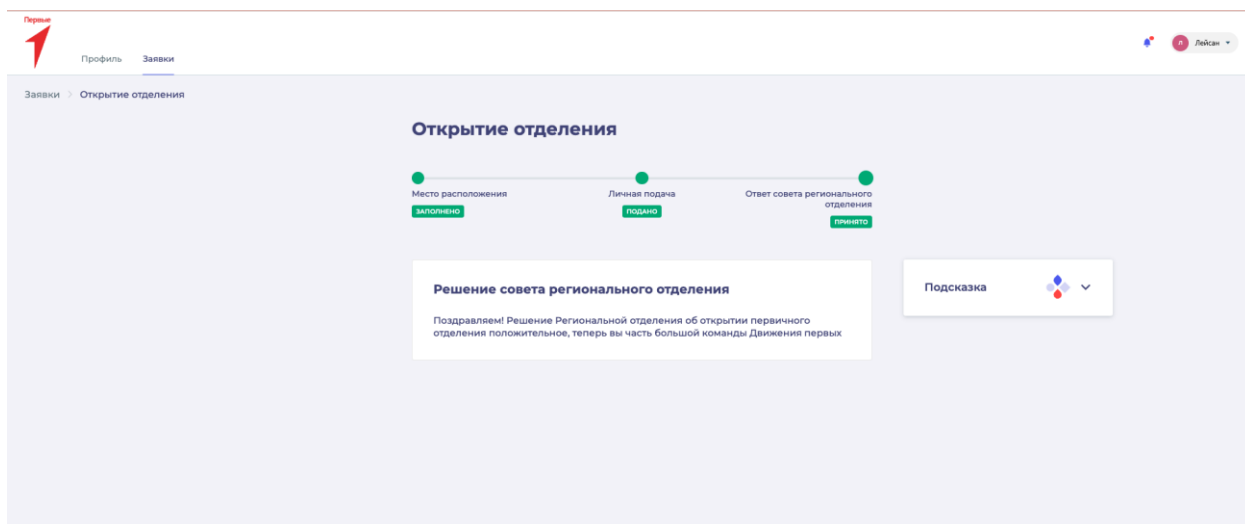 Первые
Профиль Заявки
Л Лейсан
Заявки Открытие отделения
Открытие отделения
Место расположения
ЗАПОЛНЕНО
Личная подача
ПОДАНО
Ответ совета регионального
отделения
ПРИНЯТО
Решение совета регионального отделения
Поздравляем! Решение Региональной отделения об открытии первичного
отделения положительное, теперь вы часть большой команды Движения первых
Подсказка